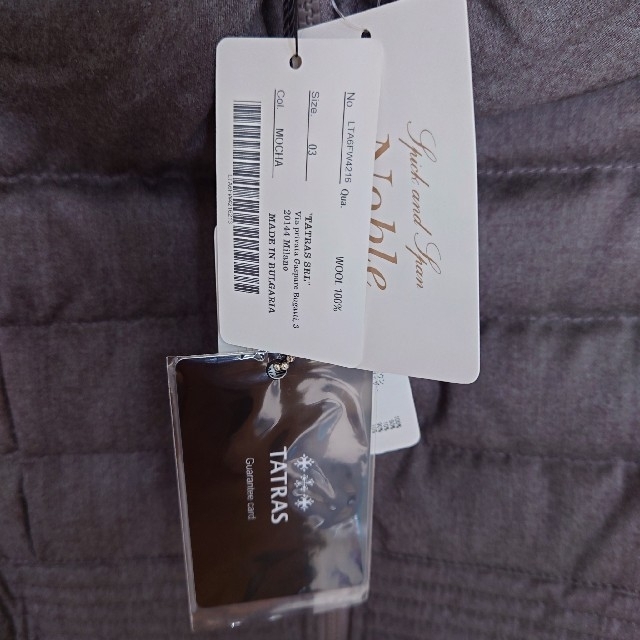 No. LTA6FW4216 Qua. WOOL 100%
Size. 03
Col. MOCHA
"TATRAS SRL"
Via privata Gaspare Bugatti, 3
20144 Milano
MADE IN BULGARIA
Spick and Span
Noble
TATRAS
Guarantee card